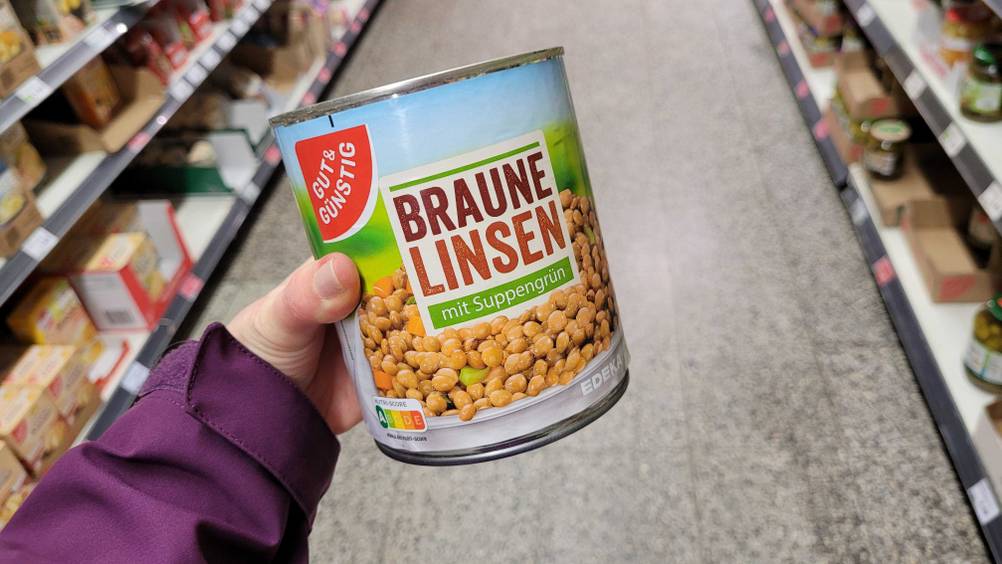 GUT &
GÜNSTIG
BRAUNE
LINSEN
mit Suppengrün
EDEKA
NUTRI-SCORE
A B C D E